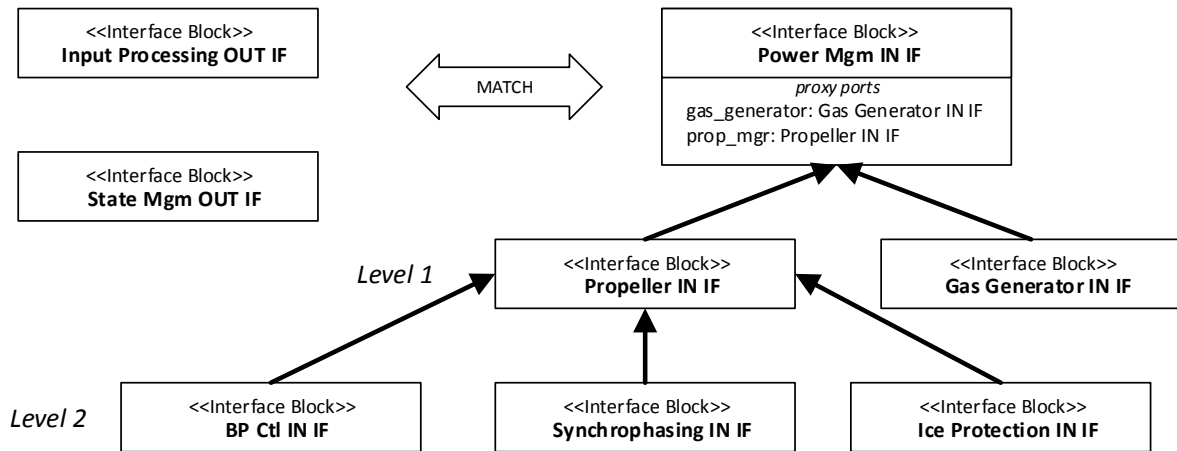 <<Interface Block>>
Input Processing OUT IF
<<Interface Block>>
Power Mgm IN IF
MATCH
proxy ports
gas_generator: Gas Generator IN IF
prop_mgr: Propeller IN IF
<<Interface Block>>
State Mgm OUT IF
Level 1
<<Interface Block>>
Propeller IN IF
<<Interface Block>>
Gas Generator IN IF
Level 2
<<Interface Block>>
BP Ctl IN IF
<<Interface Block>>
Synchrophasing IN IF
<<Interface Block>>
Ice Protection IN IF